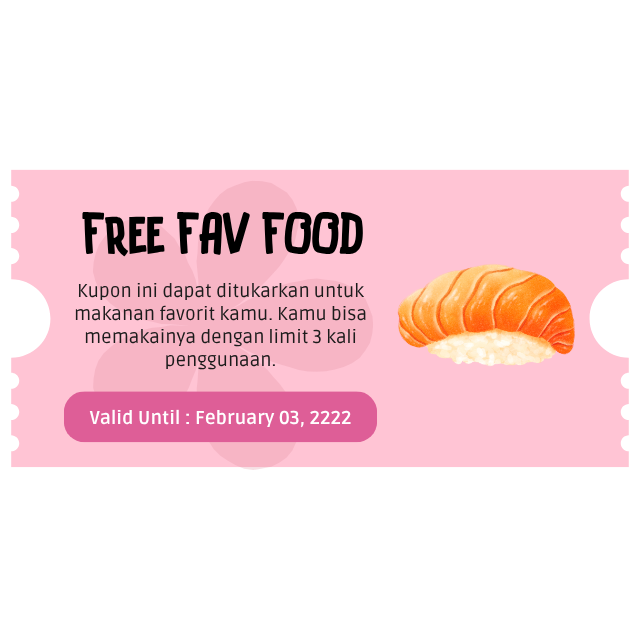 FREE FAV FOOD
Kupon ini dapat ditukarkan untuk
makanan favorit kamu. Kamu bisa
memakainya dengan limit 3 kali
penggunaan.
Valid Until : February 03, 2222